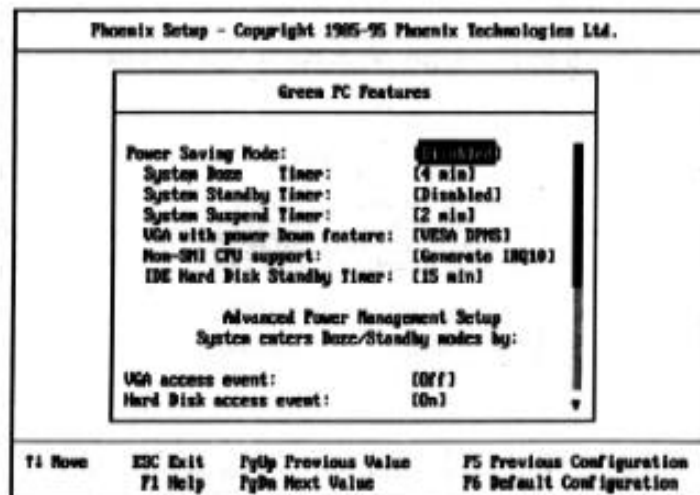 Phoenix Setup - Copyright 1985-95 Phoenix Technologies Ltd.
Green PC Features
Power Saving Mode: [Disabled]
System Doze Timer: [4 min]
System Standby Timer: [Disabled]
System Suspend Timer: [2 min]
VGA with power Down feature: [VESA DPMS]
Non-SMI CPU support: [Generate IRQ10]
IDE Hard Disk Standby Timer: [15 min]
Advanced Power Management Setup
System enters Doze/Standby modes by:
VGA access event: [Off]
Hard Disk access event: [On]
↑↓ Move ESC Exit PgUp Previous Value F5 Previous Configuration
F1 Help PgDn Next Value F6 Default Configuration